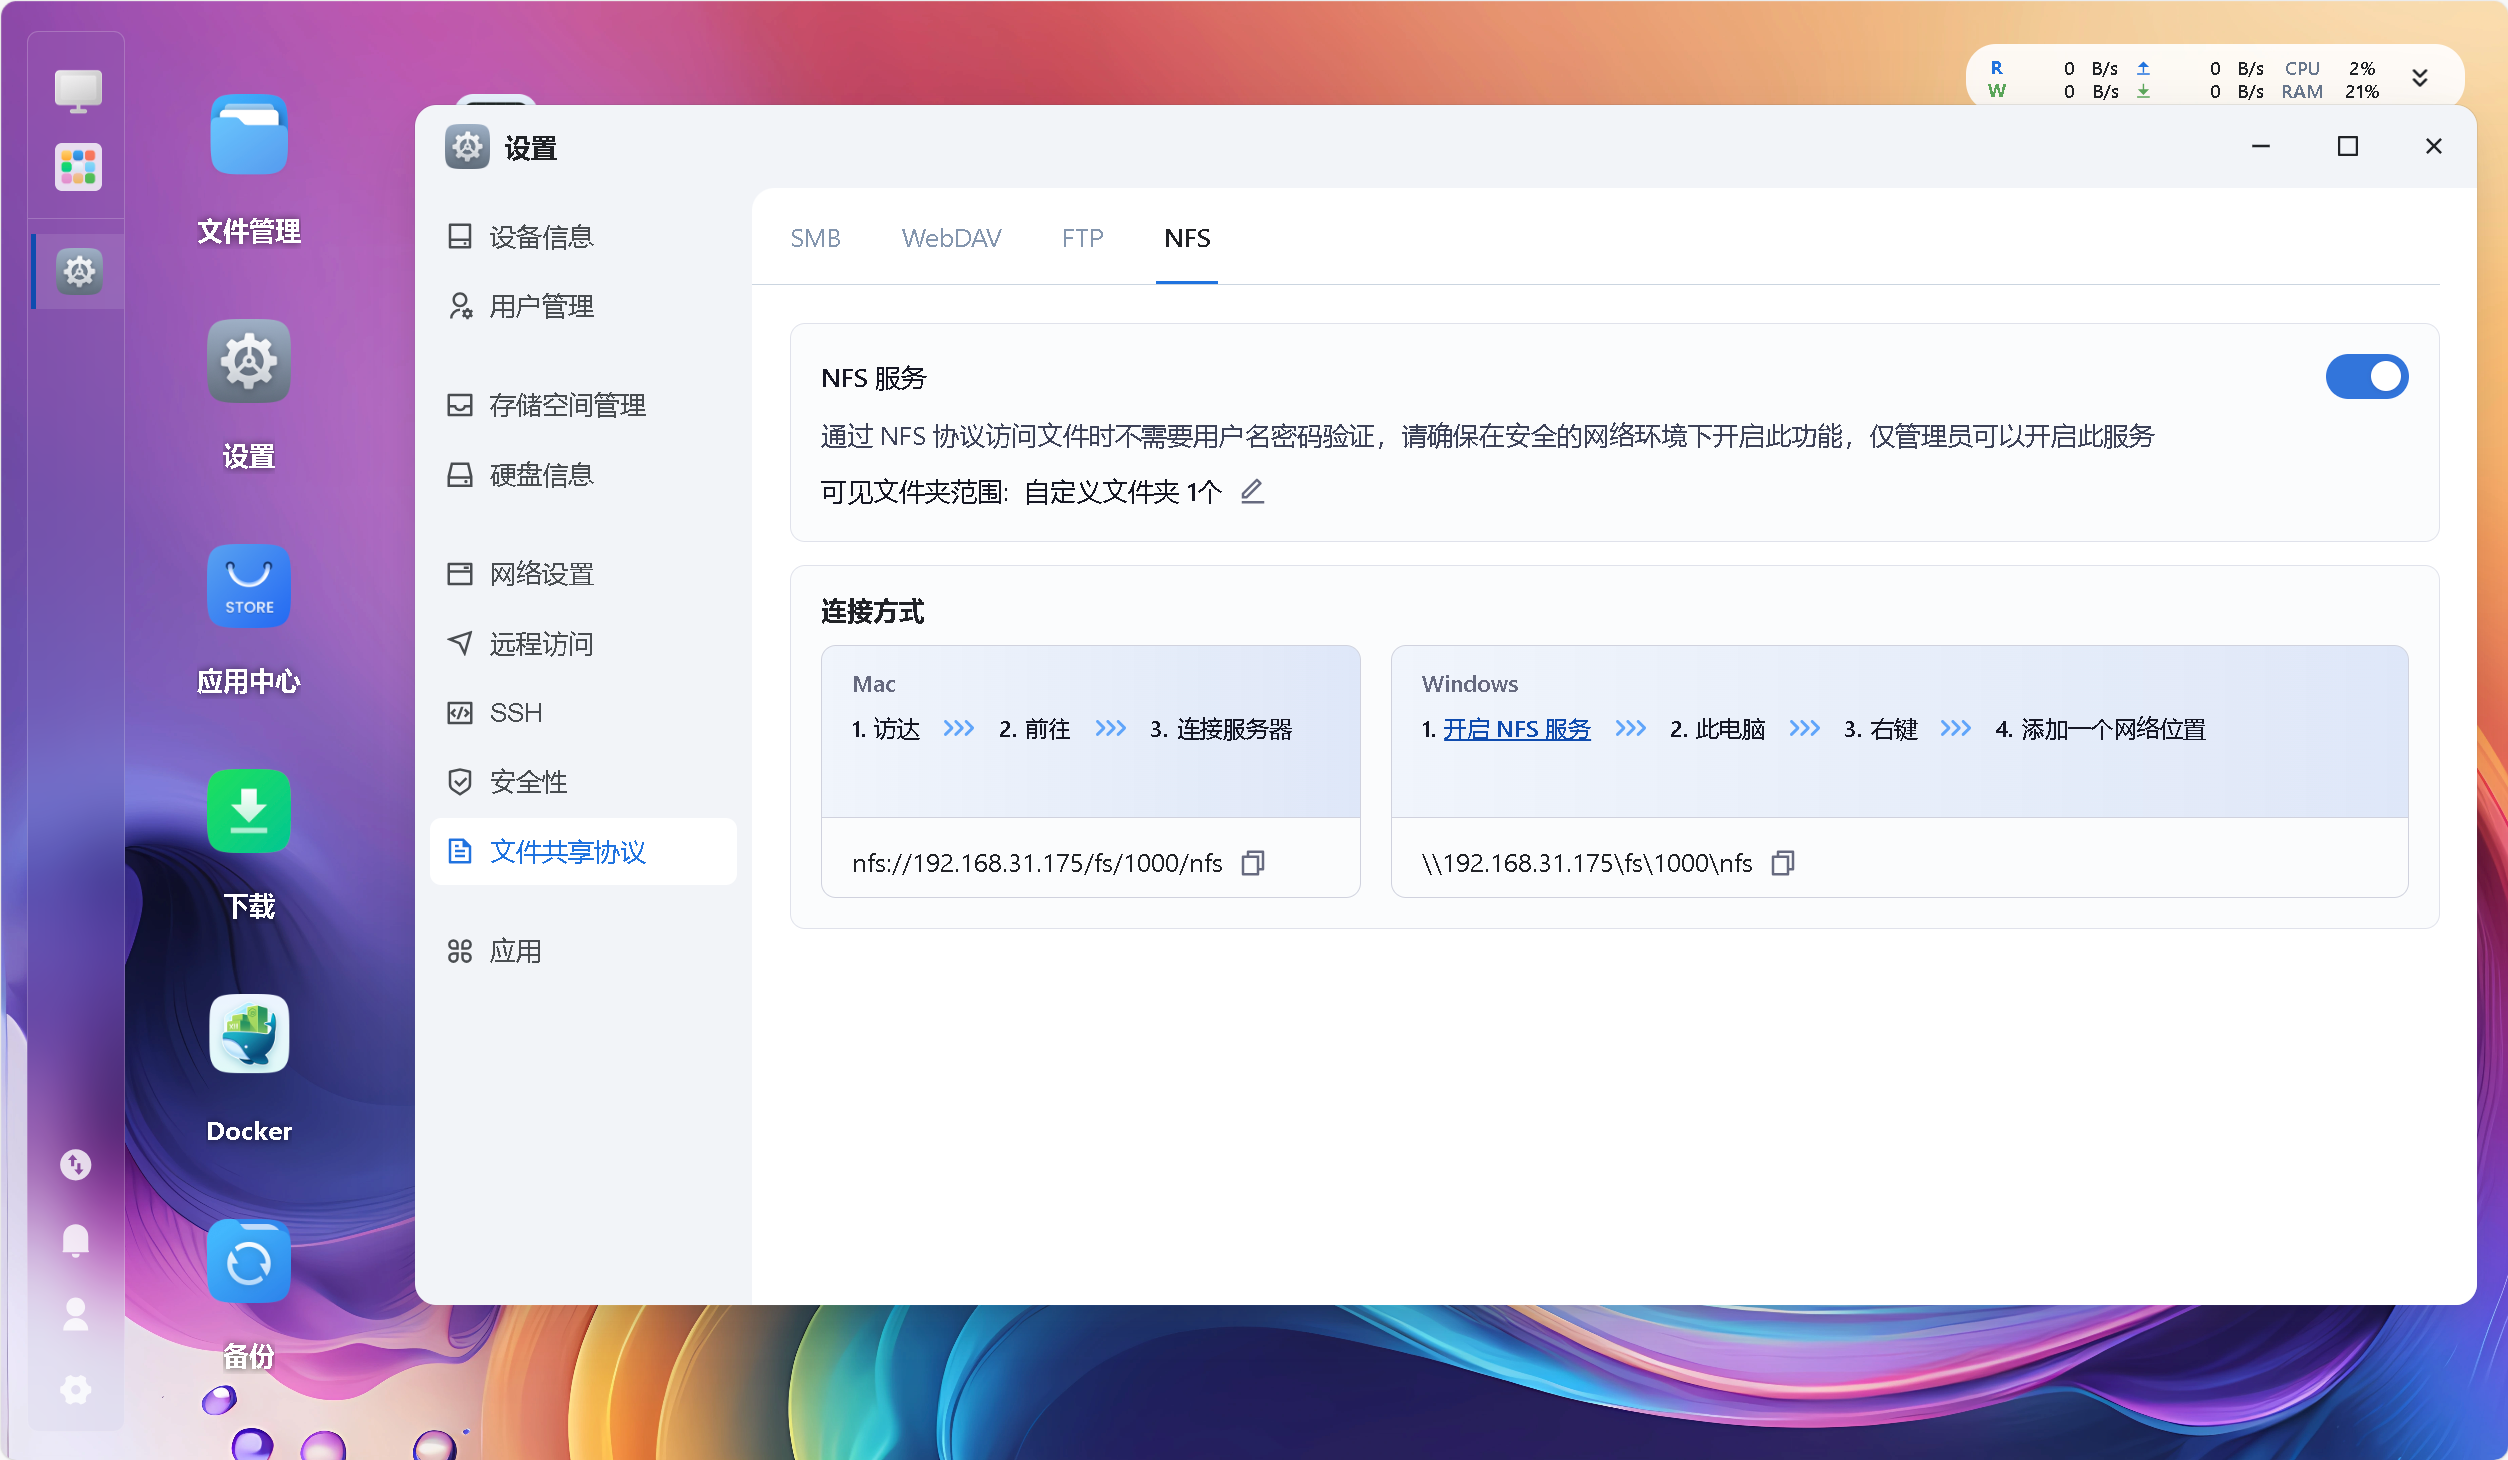 R 0 B/s 0 B/s CPU 2%
W 0 B/s 0 B/s RAM 21%
文件管理
设置
STORE
应用中心
下载
Docker
备份
设置
设备信息
用户管理
存储空间管理
硬盘信息
网络设置
远程访问
SSH
安全性
文件共享协议
应用
SMB WebDAV FTP NFS
NFS 服务
通过 NFS 协议访问文件时不需要用户名密码验证，请确保在安全的网络环境下开启此功能，仅管理员可以开启此服务
可见文件夹范围: 自定义文件夹 1个
连接方式
Mac
1. 访达 2. 前往 3. 连接服务器
nfs://192.168.31.175/fs/1000/nfs
Windows
1. 开启 NFS 服务 2. 此电脑 3. 右键 4. 添加一个网络位置
\\192.168.31.175\fs\1000\nfs